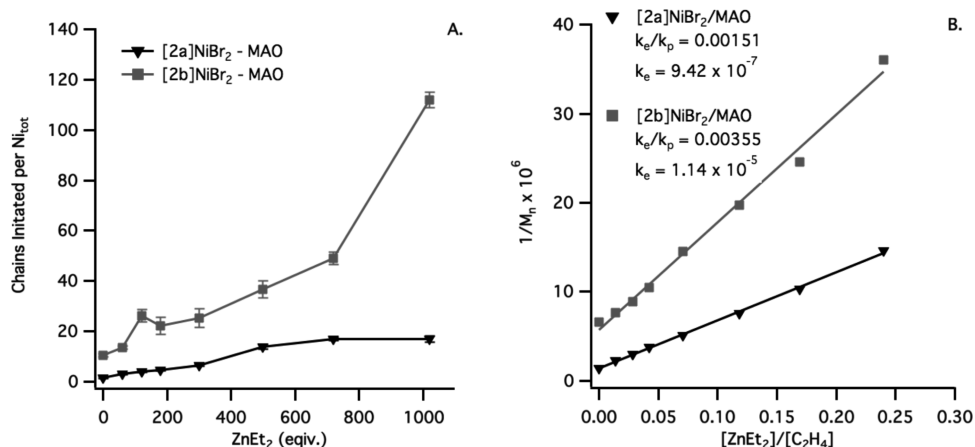 A.
140
120
100
80
60
40
20
0
Chains Initated per Ni_tot
[2a]NiBr₂ - MAO
[2b]NiBr₂ - MAO
0 200 400 600 800 1000
ZnEt₂ (eqiv.)
B.
40
30
20
10
0
1/Mₙ x 10⁶
[2a]NiBr₂/MAO
kₑ/kₚ = 0.00151
kₑ = 9.42 x 10⁻⁷
[2b]NiBr₂/MAO
kₑ/kₚ = 0.00355
kₑ = 1.14 x 10⁻⁵
0.00 0.05 0.10 0.15 0.20 0.25 0.30
[ZnEt₂]/[C₂H₄]